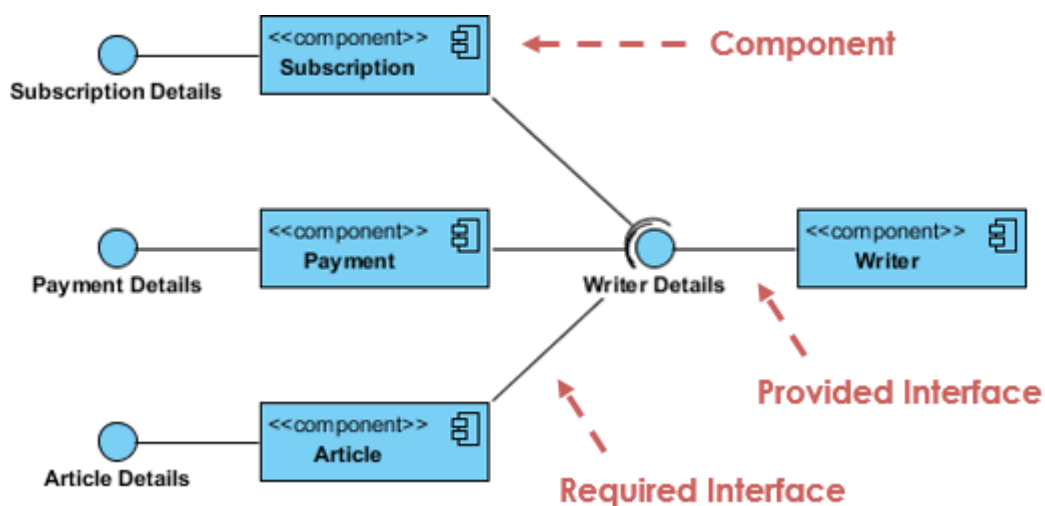 <<component>>
Subscription
Subscription Details
Component
<<component>>
Payment
Payment Details
Writer Details
<<component>>
Writer
Provided Interface
<<component>>
Article
Article Details
Required Interface